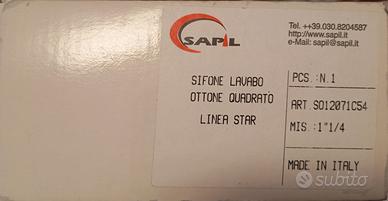 SAPIL
Tel. ++39.030.8204587
http://www.sapil.it
e-Mail: sapil@sapil.it
SIFONE LAVABO
OTTONE QUADRATO
LINEA STAR
PCS.:N.1
ART.SO12071C54
MIS.:1"1/4
MADE IN ITALY
subito